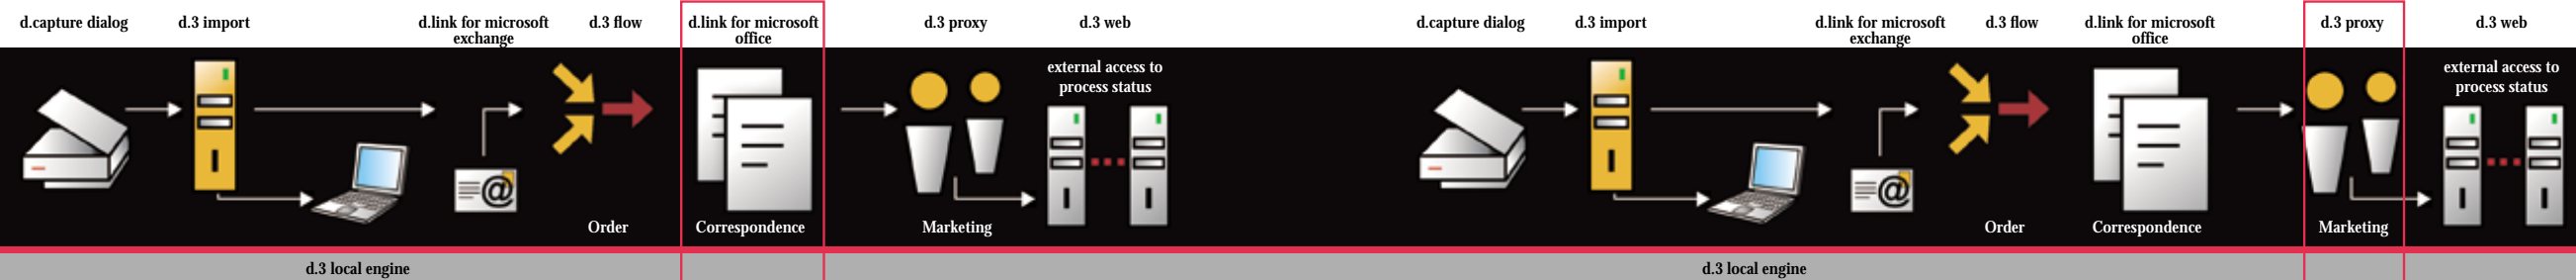 d.capture dialog
d.3 import
d.link for microsoft
exchange
d.3 flow
d.link for microsoft
office
d.3 proxy
d.3 web
external access to
process status
@
Order
Correspondence
Marketing
d.3 local engine
d.capture dialog
d.3 import
d.link for microsoft
exchange
d.3 flow
d.link for microsoft
office
d.3 proxy
d.3 web
external access to
process status
@
Order
Correspondence
Marketing
d.3 local engine